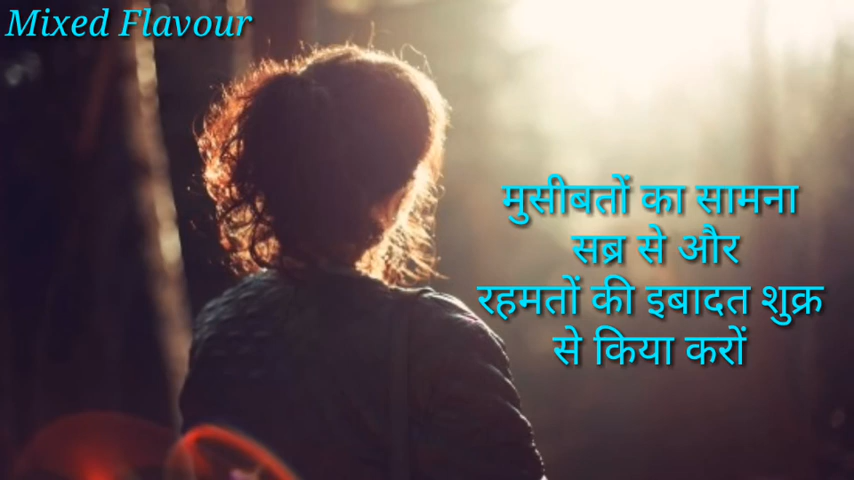 Mixed Flavour
मुसीबतों का सामना
सब्र से और
रहमतों की इबादत शुक्र
से किया करों